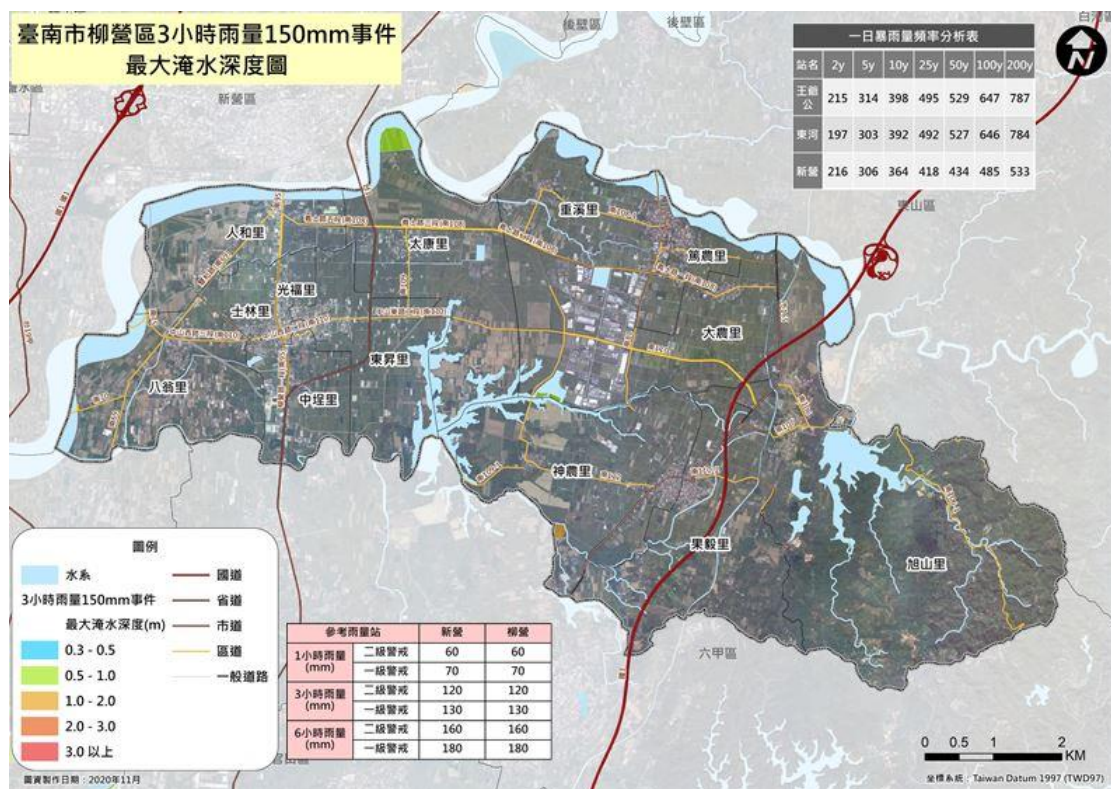 臺南市柳營區3小時雨量150mm事件
最大淹水深度圖
後壁區
後壁區
新營區
東山區
六甲區
一日暴雨量頻率分析表
站名 2y 5y 10y 25y 50y 100y 200y
王爺公 215 314 398 495 529 647 787
東河 197 303 392 492 527 646 784
新營 216 306 364 418 434 485 533
N
重溪里
人和里
太康里
篤農里
光福里
士林里
大農里
東昇里
八翁里
中埕里
神農里
果毅里
旭山里
圖例
水系
3小時雨量150mm事件
最大淹水深度(m)
0.3 - 0.5
0.5 - 1.0
1.0 - 2.0
2.0 - 3.0
3.0 以上
國道
省道
市道
區道
一般道路
參考雨量站 新營 柳營
1小時雨量(mm) 二級警戒 60 60
一級警戒 70 70
3小時雨量(mm) 二級警戒 120 120
一級警戒 130 130
6小時雨量(mm) 二級警戒 160 160
一級警戒 180 180
0 0.5 1 2
KM
圖資製作日期：2020年11月
坐標系統：Taiwan Datum 1997 (TWD97)